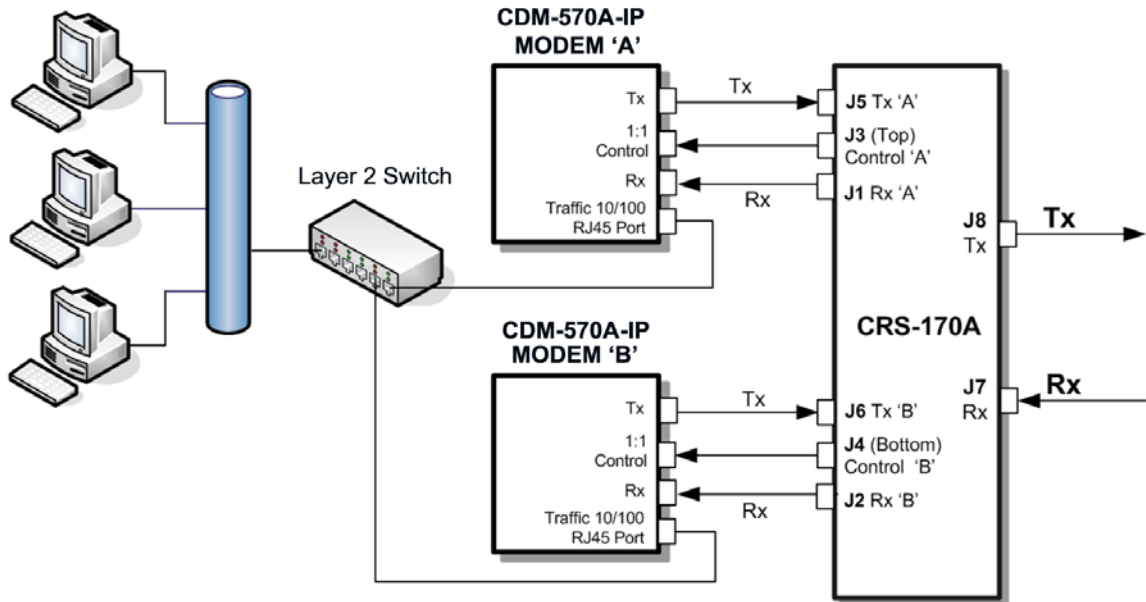 Layer 2 Switch
CDM-570A-IP
MODEM ‘A’
Tx
1:1
Control
Rx
Traffic 10/100
RJ45 Port
Tx
Rx
CDM-570A-IP
MODEM ‘B’
Tx
1:1
Control
Rx
Traffic 10/100
RJ45 Port
Tx
Rx
J5 Tx ‘A’
J3 (Top)
Control ‘A’
J1 Rx ‘A’
J8
Tx
Tx
CRS-170A
J7
Rx
Rx
J6 Tx ‘B’
J4 (Bottom)
Control ‘B’
J2 Rx ‘B’